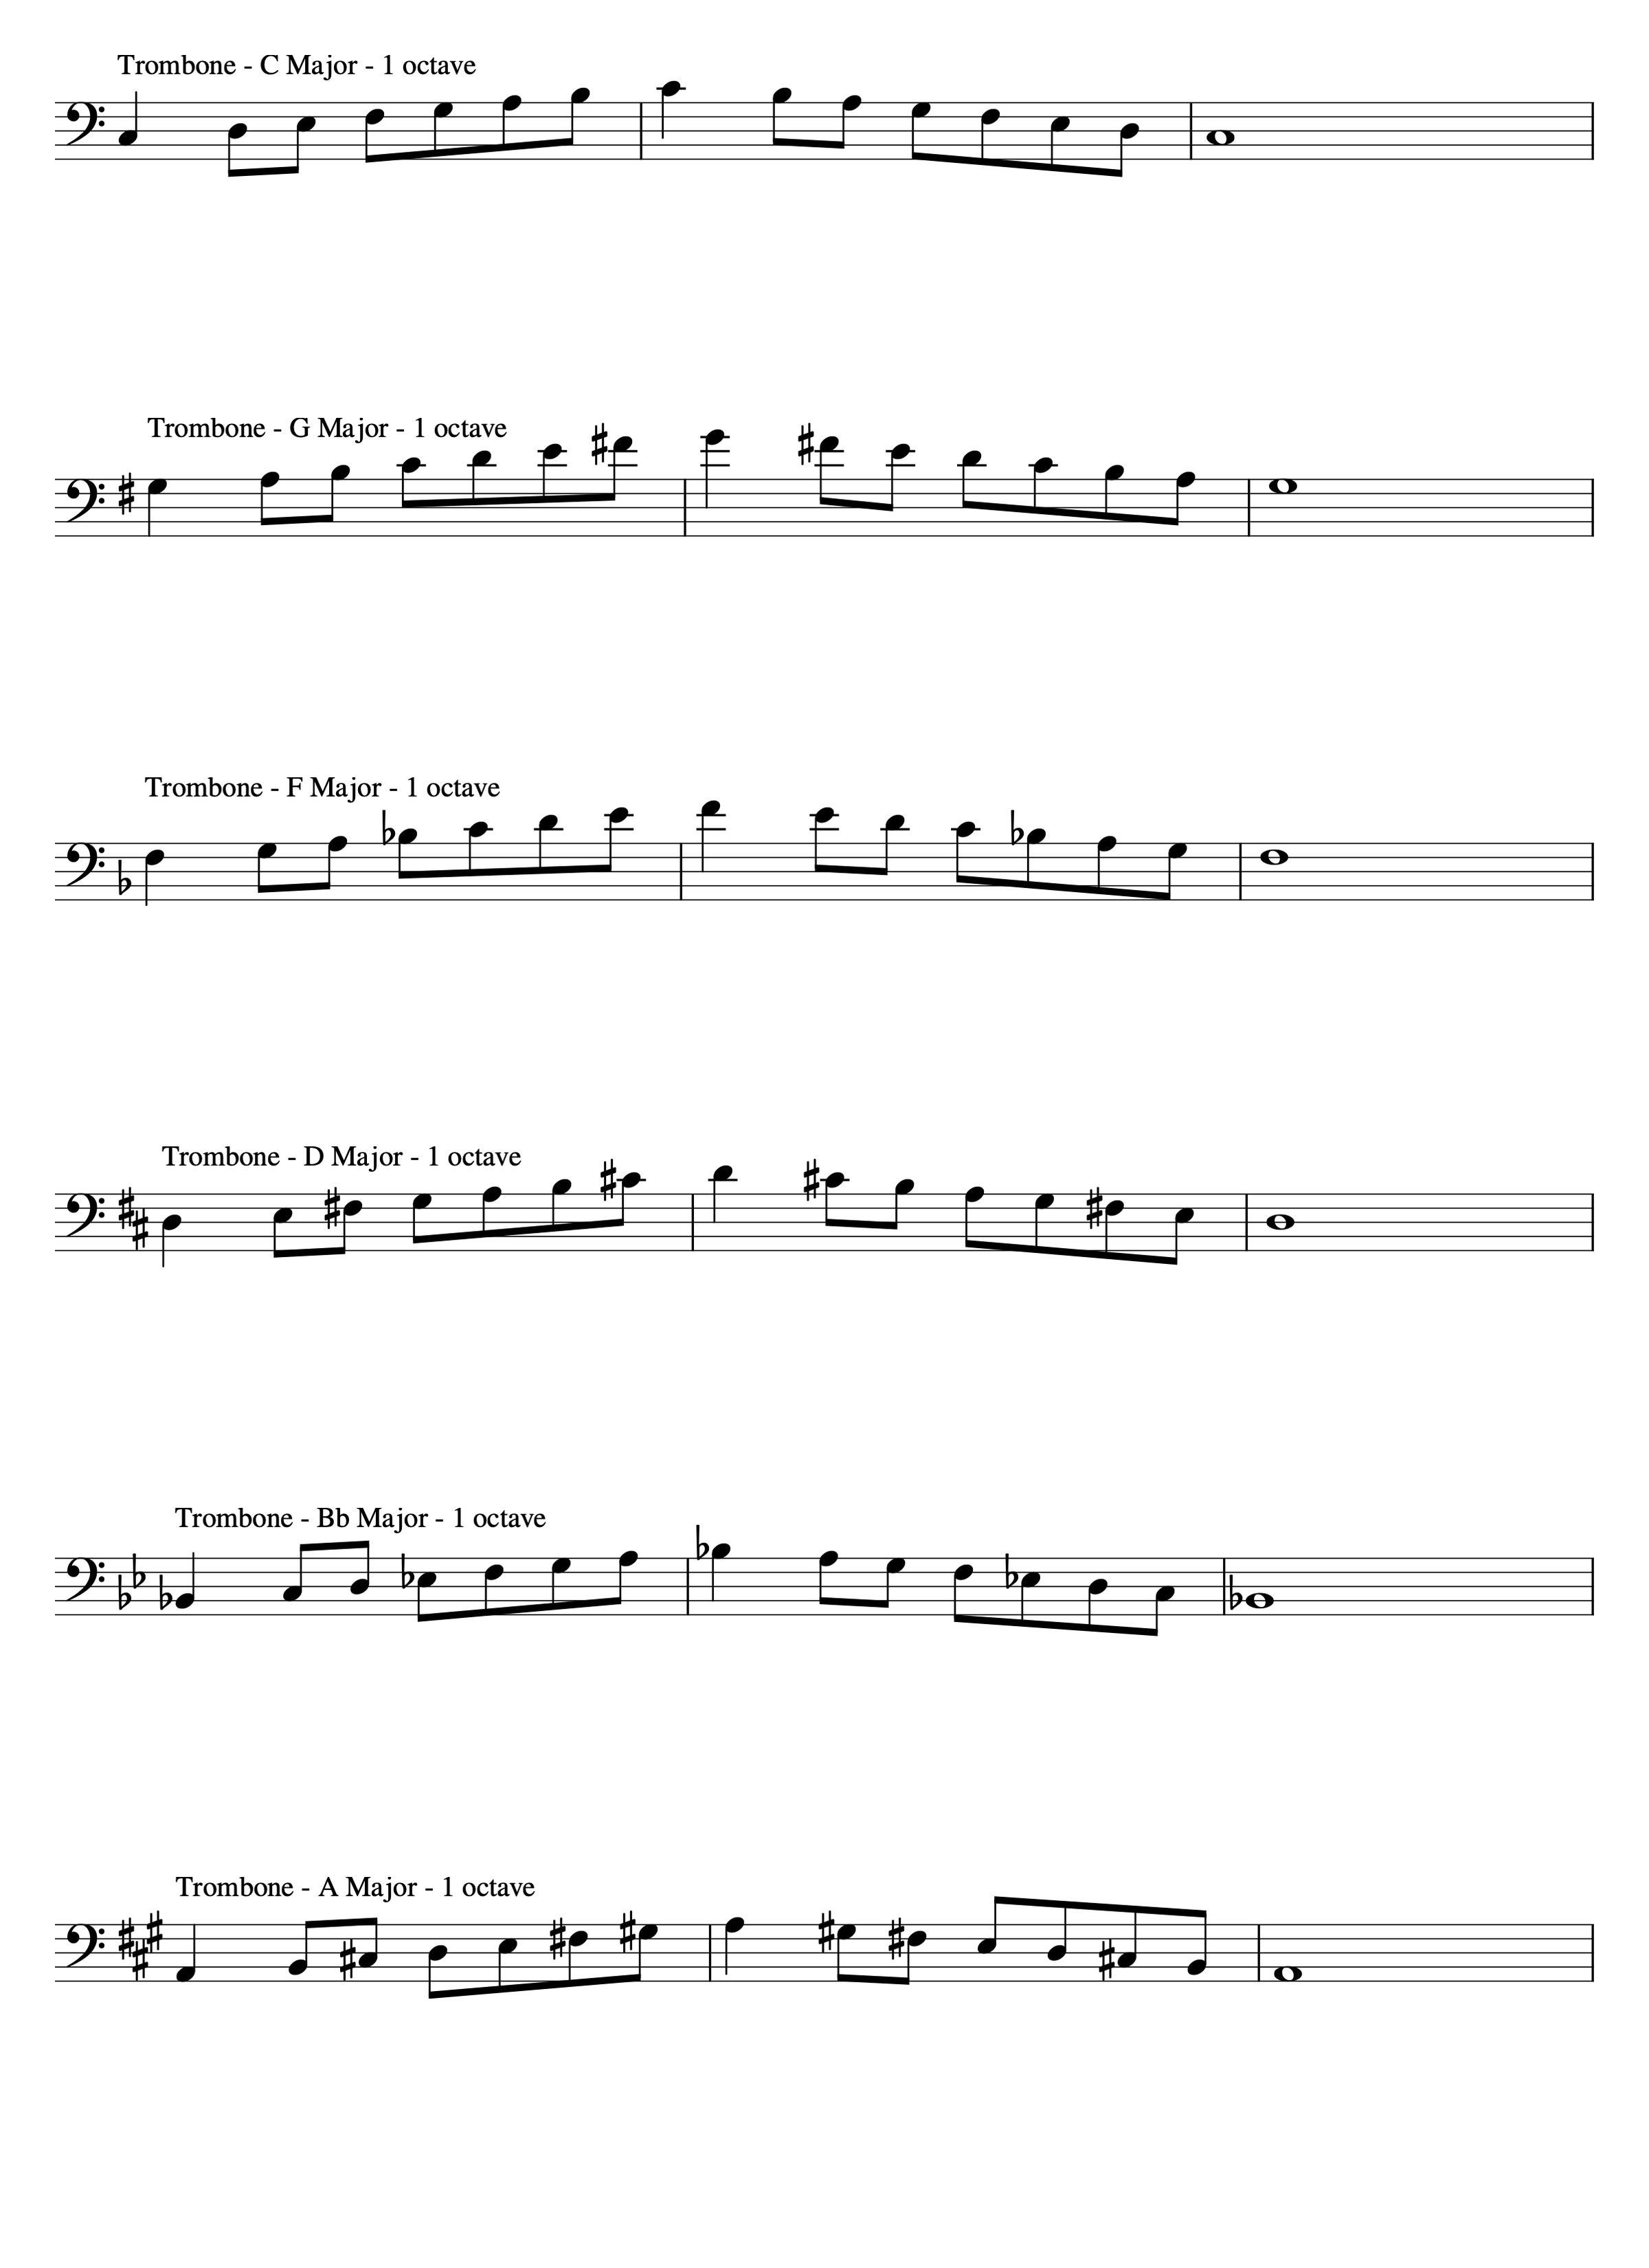 Trombone - C Major - 1 octave
Trombone - G Major - 1 octave
Trombone - F Major - 1 octave
Trombone - D Major - 1 octave
Trombone - Bb Major - 1 octave
Trombone - A Major - 1 octave